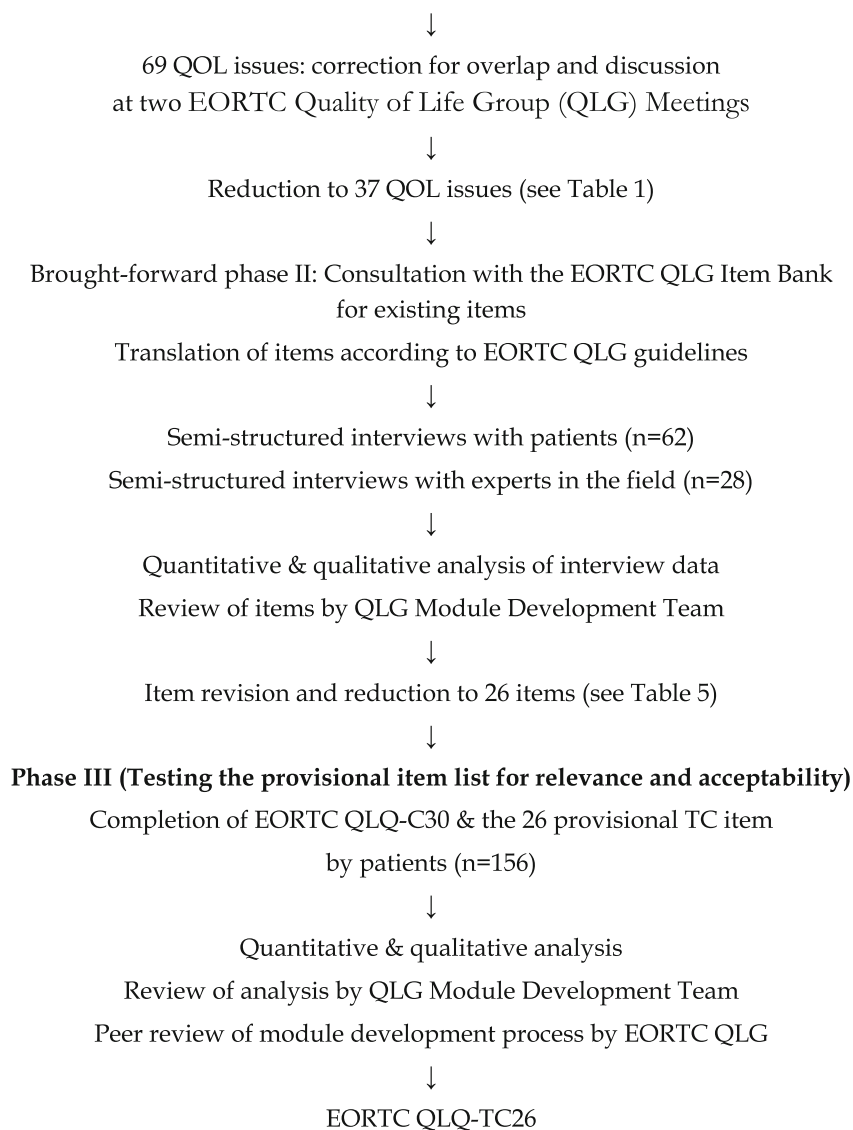 ↓
69 QOL issues: correction for overlap and discussion
at two EORTC Quality of Life Group (QLG) Meetings
↓
Reduction to 37 QOL issues (see Table 1)
↓
Brought-forward phase II: Consultation with the EORTC QLG Item Bank
for existing items
Translation of items according to EORTC QLG guidelines
↓
Semi-structured interviews with patients (n=62)
Semi-structured interviews with experts in the field (n=28)
↓
Quantitative & qualitative analysis of interview data
Review of items by QLG Module Development Team
↓
Item revision and reduction to 26 items (see Table 5)
↓
Phase III (Testing the provisional item list for relevance and acceptability)
Completion of EORTC QLQ-C30 & the 26 provisional TC item
by patients (n=156)
↓
Quantitative & qualitative analysis
Review of analysis by QLG Module Development Team
Peer review of module development process by EORTC QLG
↓
EORTC QLQ-TC26